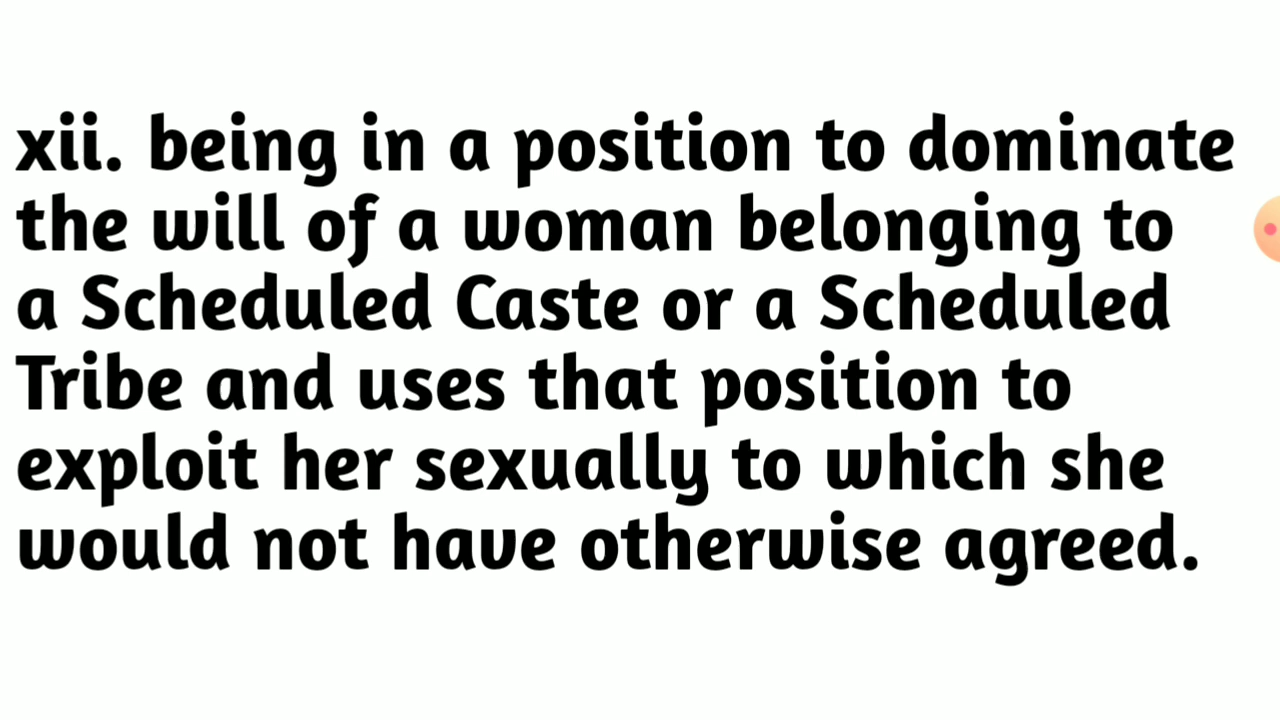 xii. being in a position to dominate
the will of a woman belonging to
a Scheduled Caste or a Scheduled
Tribe and uses that position to
exploit her sexually to which she
would not have otherwise agreed.